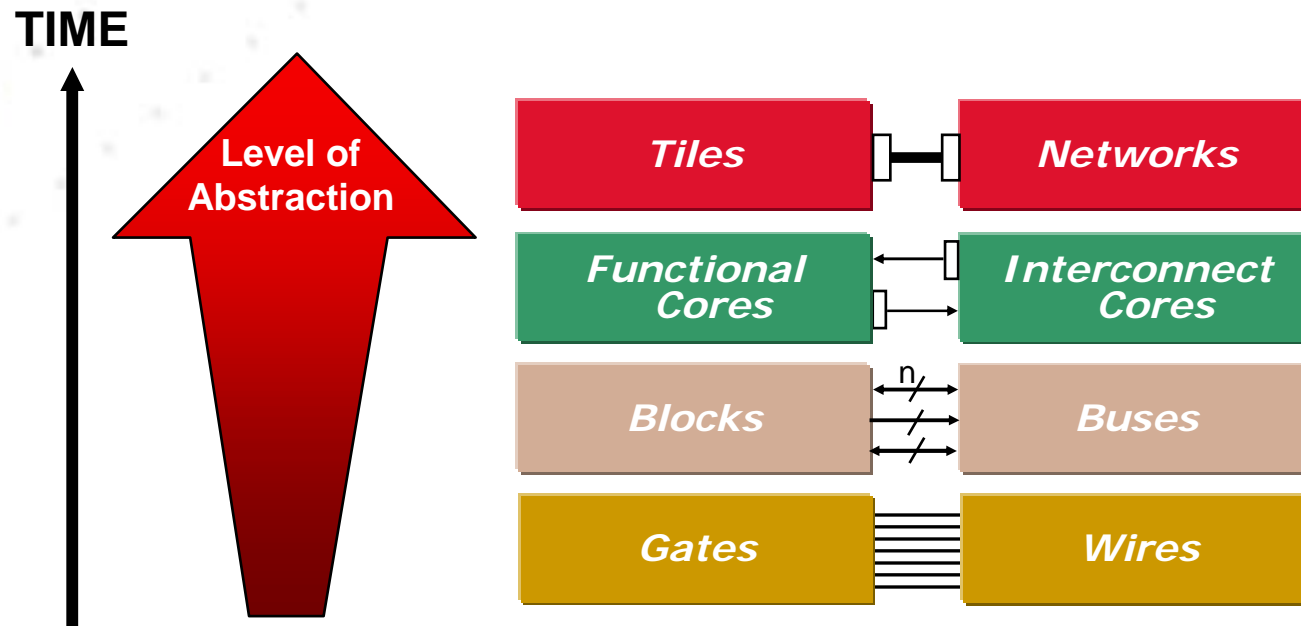 TIME
Level of
Abstraction
Tiles
Networks
Functional
Cores
Interconnect
Cores
n
Blocks
Buses
Gates
Wires